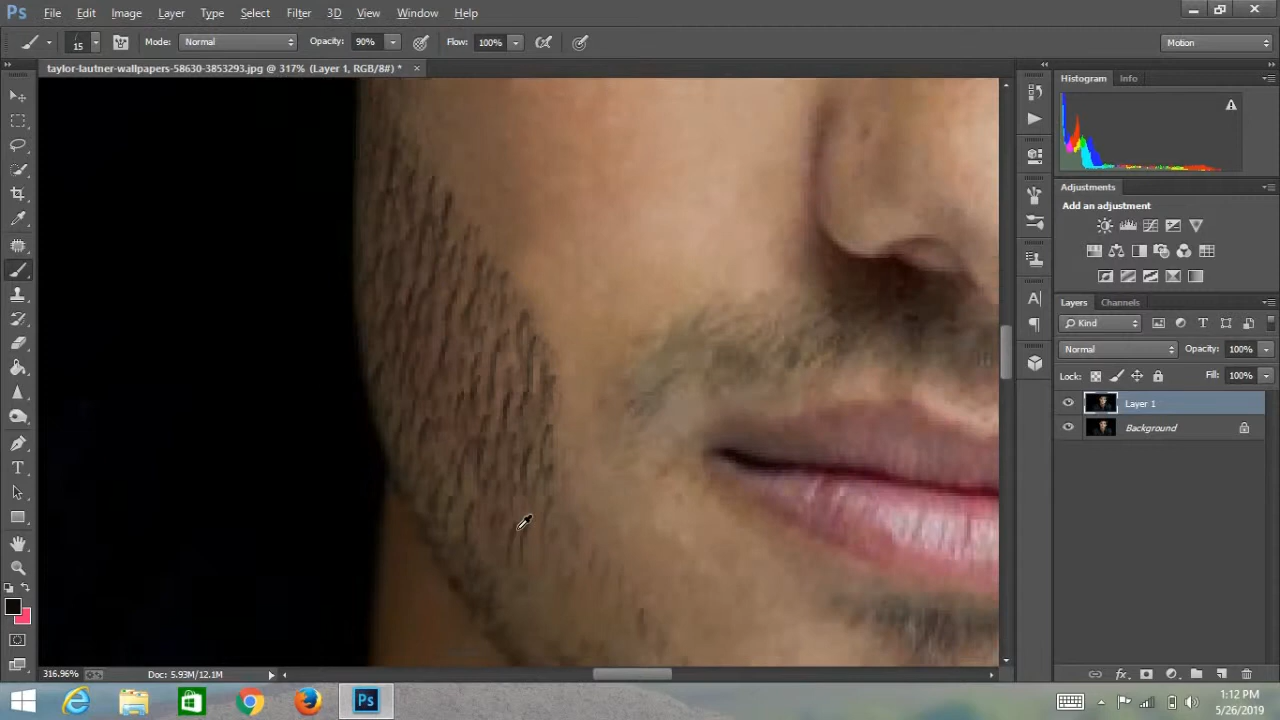 Ps File Edit Image Layer Type Select Filter 3D View Window Help
15 Mode: Normal Opacity: 90% Flow: 100% Motion
taylor-lautner-wallpapers-58630-3853293.jpg @ 317% (Layer 1, RGB/8#) * ×
Histogram Info
Adjustments
Add an adjustment
Layers Channels
Kind
Normal Opacity: 100%
Lock: Fill: 100%
Layer 1
Background
316.96% Doc: 5.93M/12.1M
Ps
1:12 PM
5/26/2019